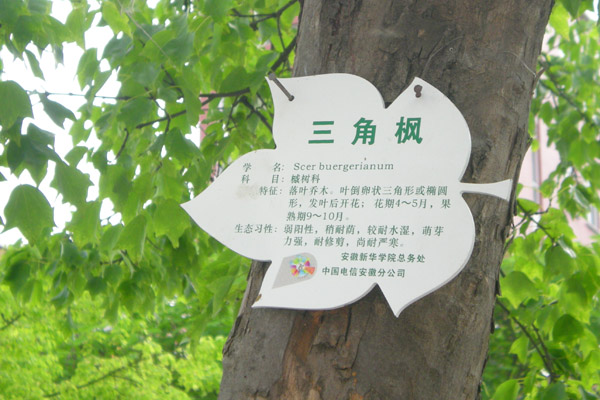 三角枫
学 名: Scer buergerianum
科 目: 槭树科
特征: 落叶乔木。叶倒卵状三角形或椭圆
形,发叶后开花; 花期4~5月, 果
熟期9~10月。
生态习性: 弱阳性, 稍耐荫, 较耐水湿, 萌芽
力强, 耐修剪, 尚耐严寒。
安徽新华学院总务处
中国电信安徽分公司